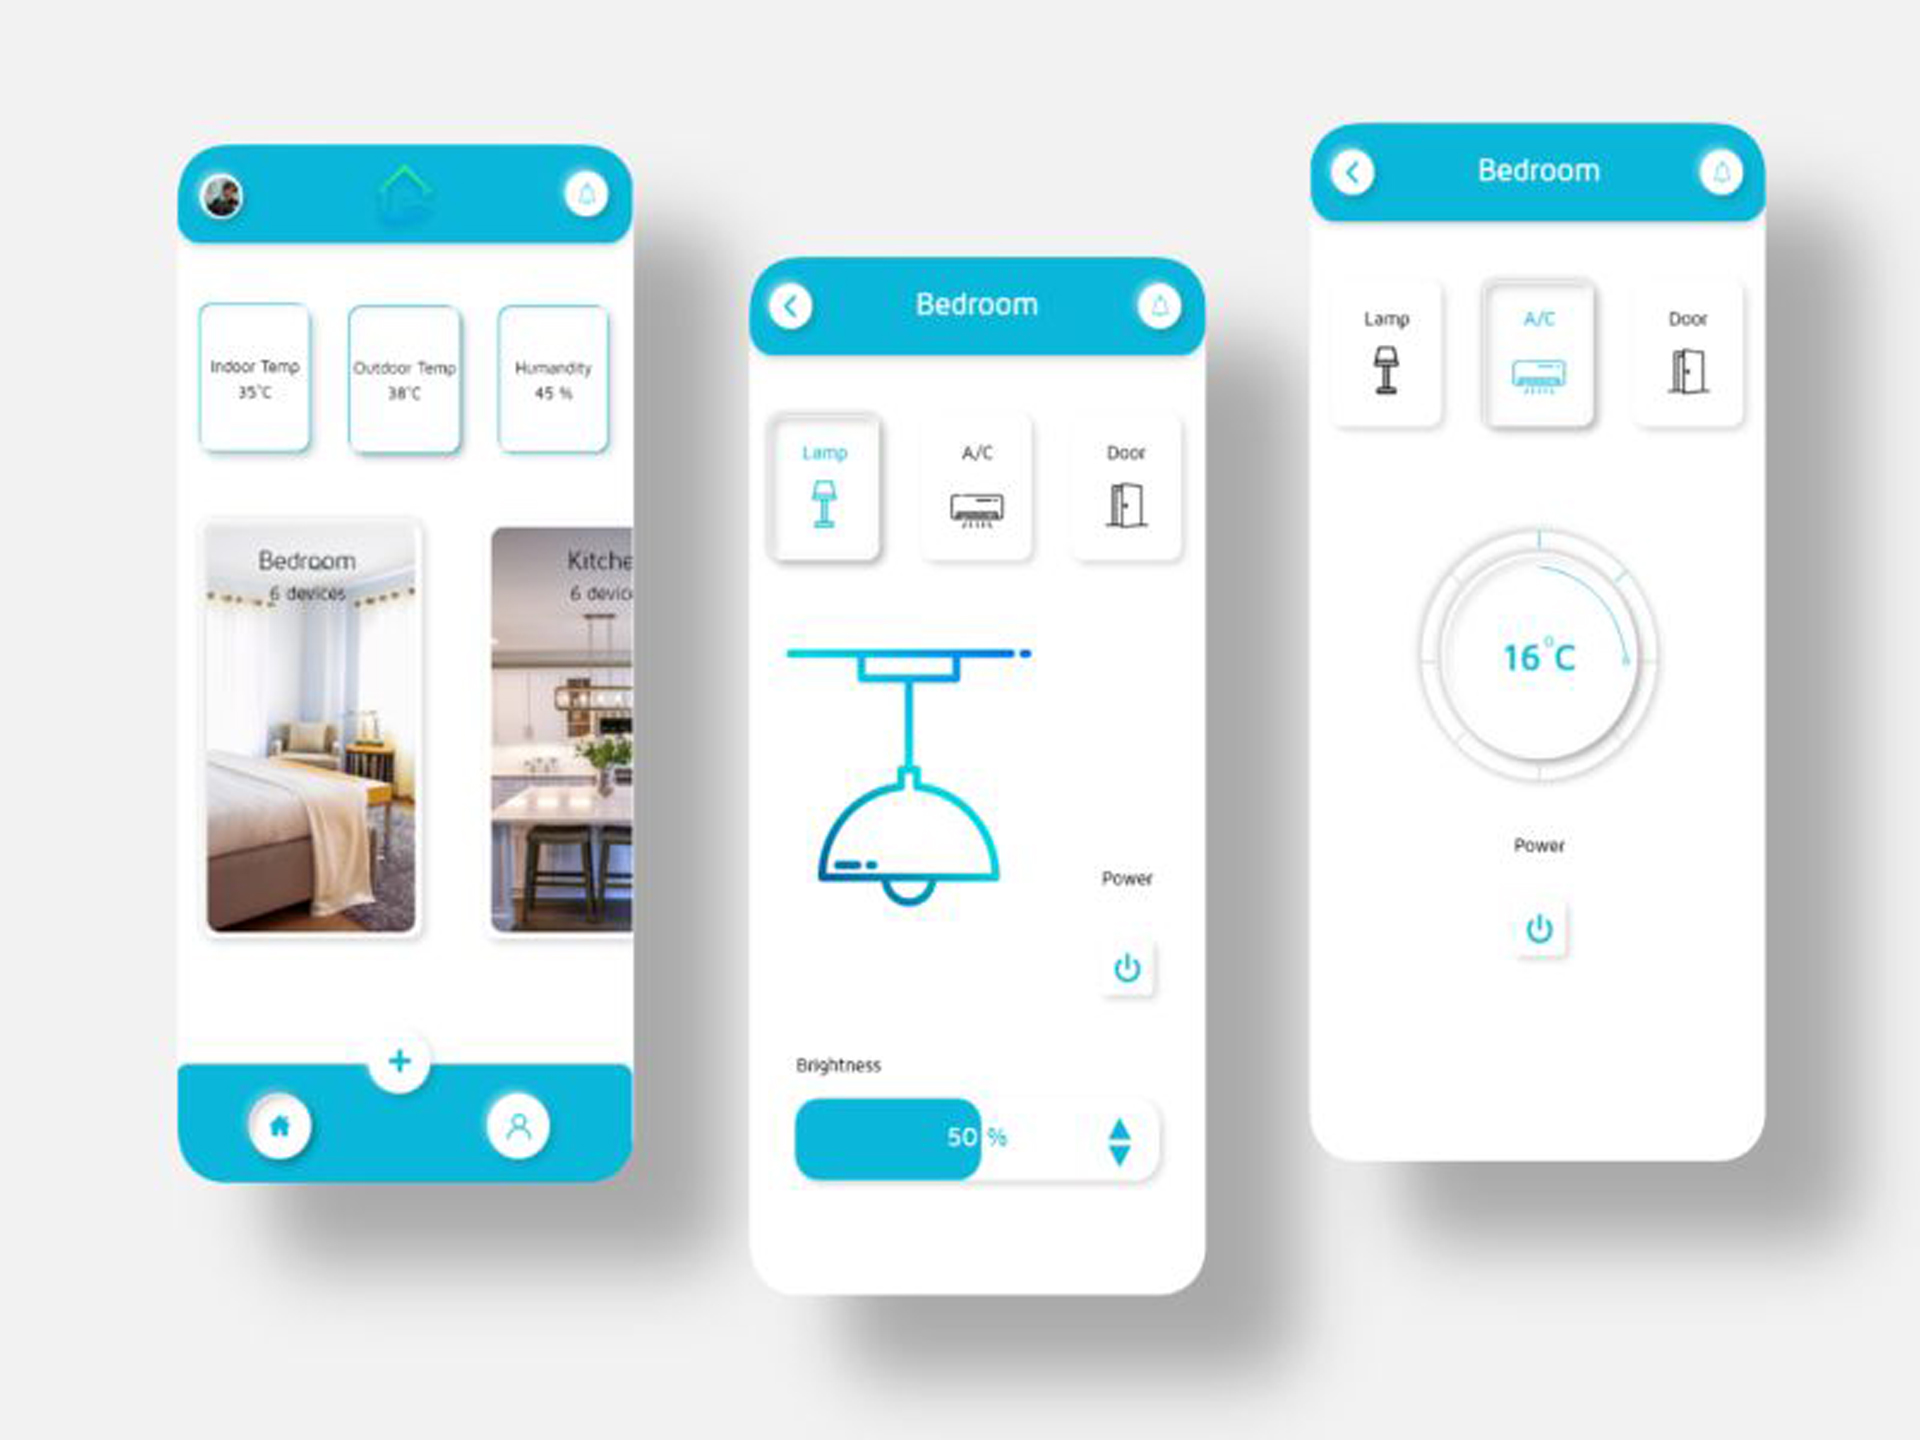 Indoor Temp
35°C
Outdoor Temp
38°C
Humandity
45 %
Bedroom
6 devices
Kitche
6 devic
Bedroom
Lamp
A/C
Door
Power
Brightness
50 %
Bedroom
Lamp
A/C
Door
16°C
Power